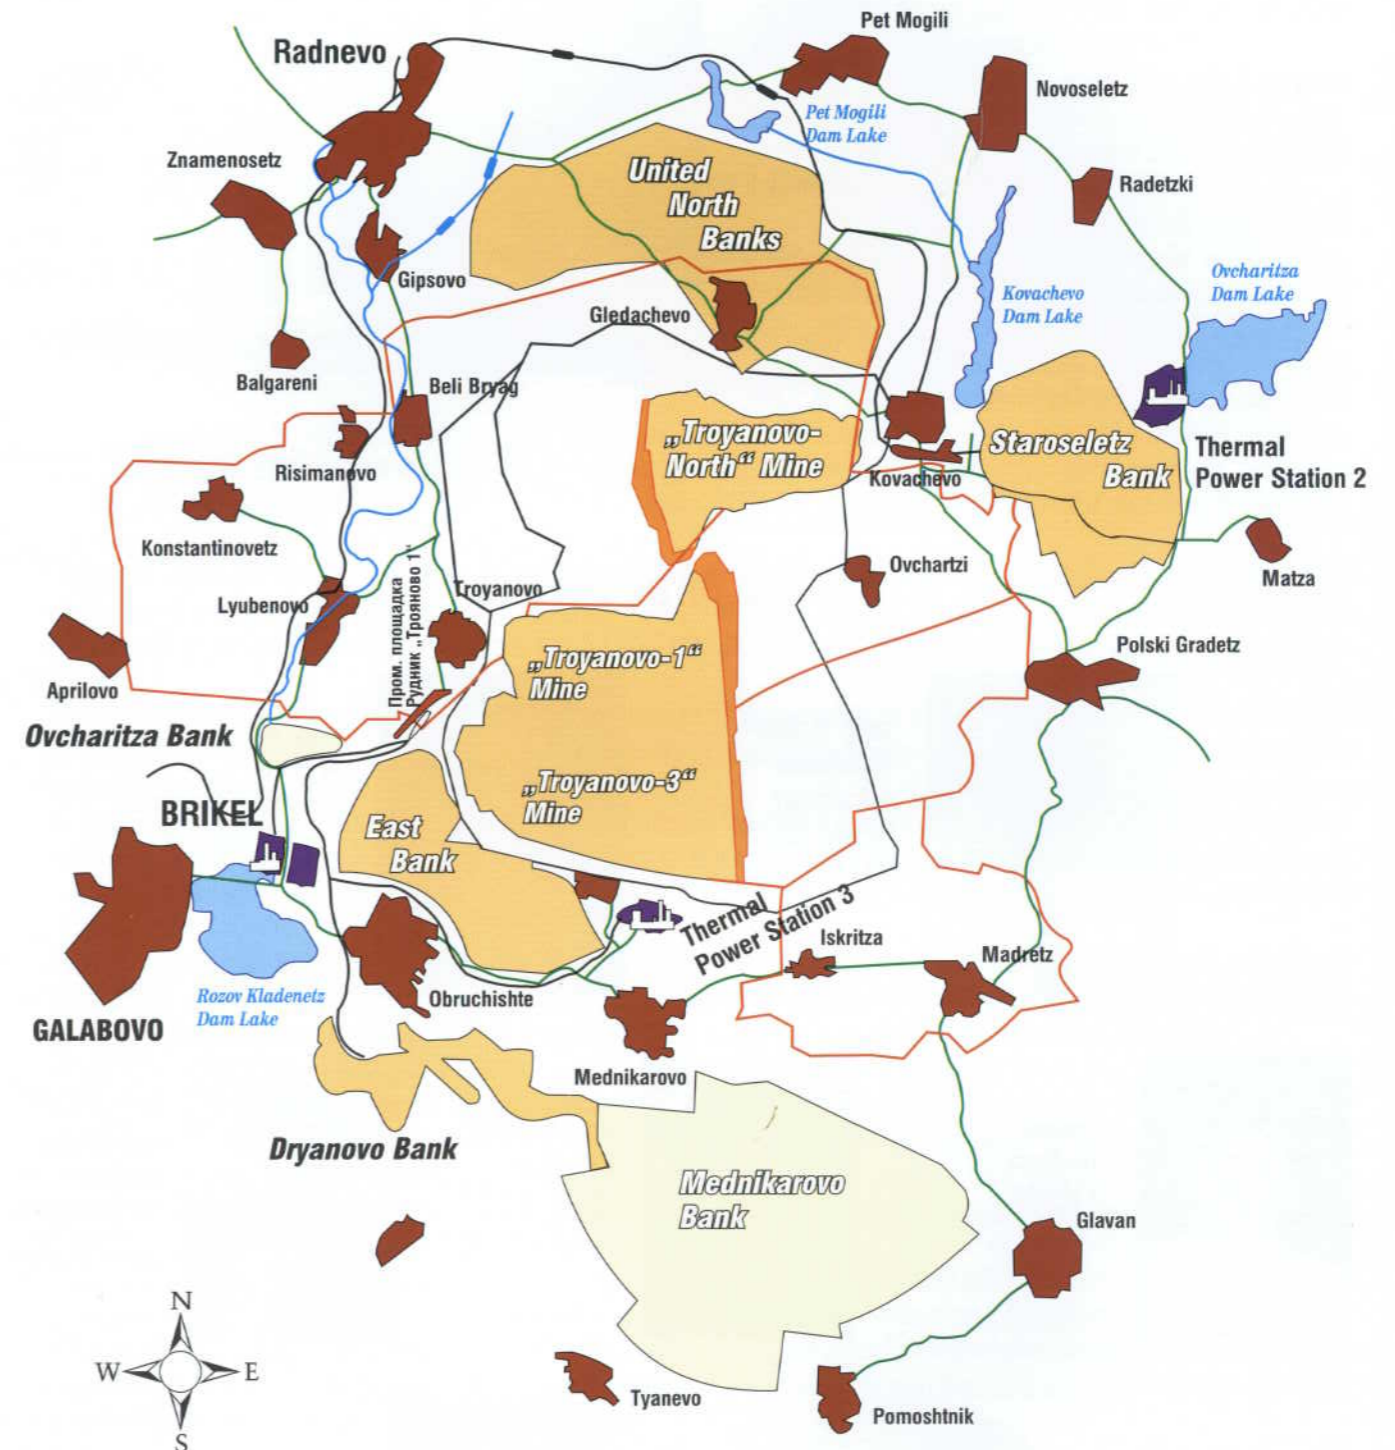 Pet Mogili
Radnevo
Novoseletz
Pet Mogili
Dam Lake
Znamenosetz
United
North
Banks
Radetzki
Gipsovo
Ovcharitza
Dam Lake
Kovachevo
Dam Lake
Gledachevo
Balgareni
Beli Bryag
„Troyanovo-
North“ Mine
Staroseletz
Bank
Thermal
Power Station 2
Risimanovo
Kovachevo
Konstantinovetz
Ovchartzi
Matza
Lyubenovo
Troyanovo
Пром. площадка
Рудник „Трояново 1“
Polski Gradetz
„Troyanovo-1“
Mine
Aprilovo
Ovcharitza Bank
„Troyanovo-3“
Mine
BRIKEL
East
Bank
Thermal
Power Station 3
Iskritza
Madretz
Rozov Kladenetz
Dam Lake
Obruchishte
GALABOVO
Mednikarovo
Dryanovo Bank
Mednikarovo
Bank
Glavan
N
W
E
S
Tyanevo
Pomoshtnik